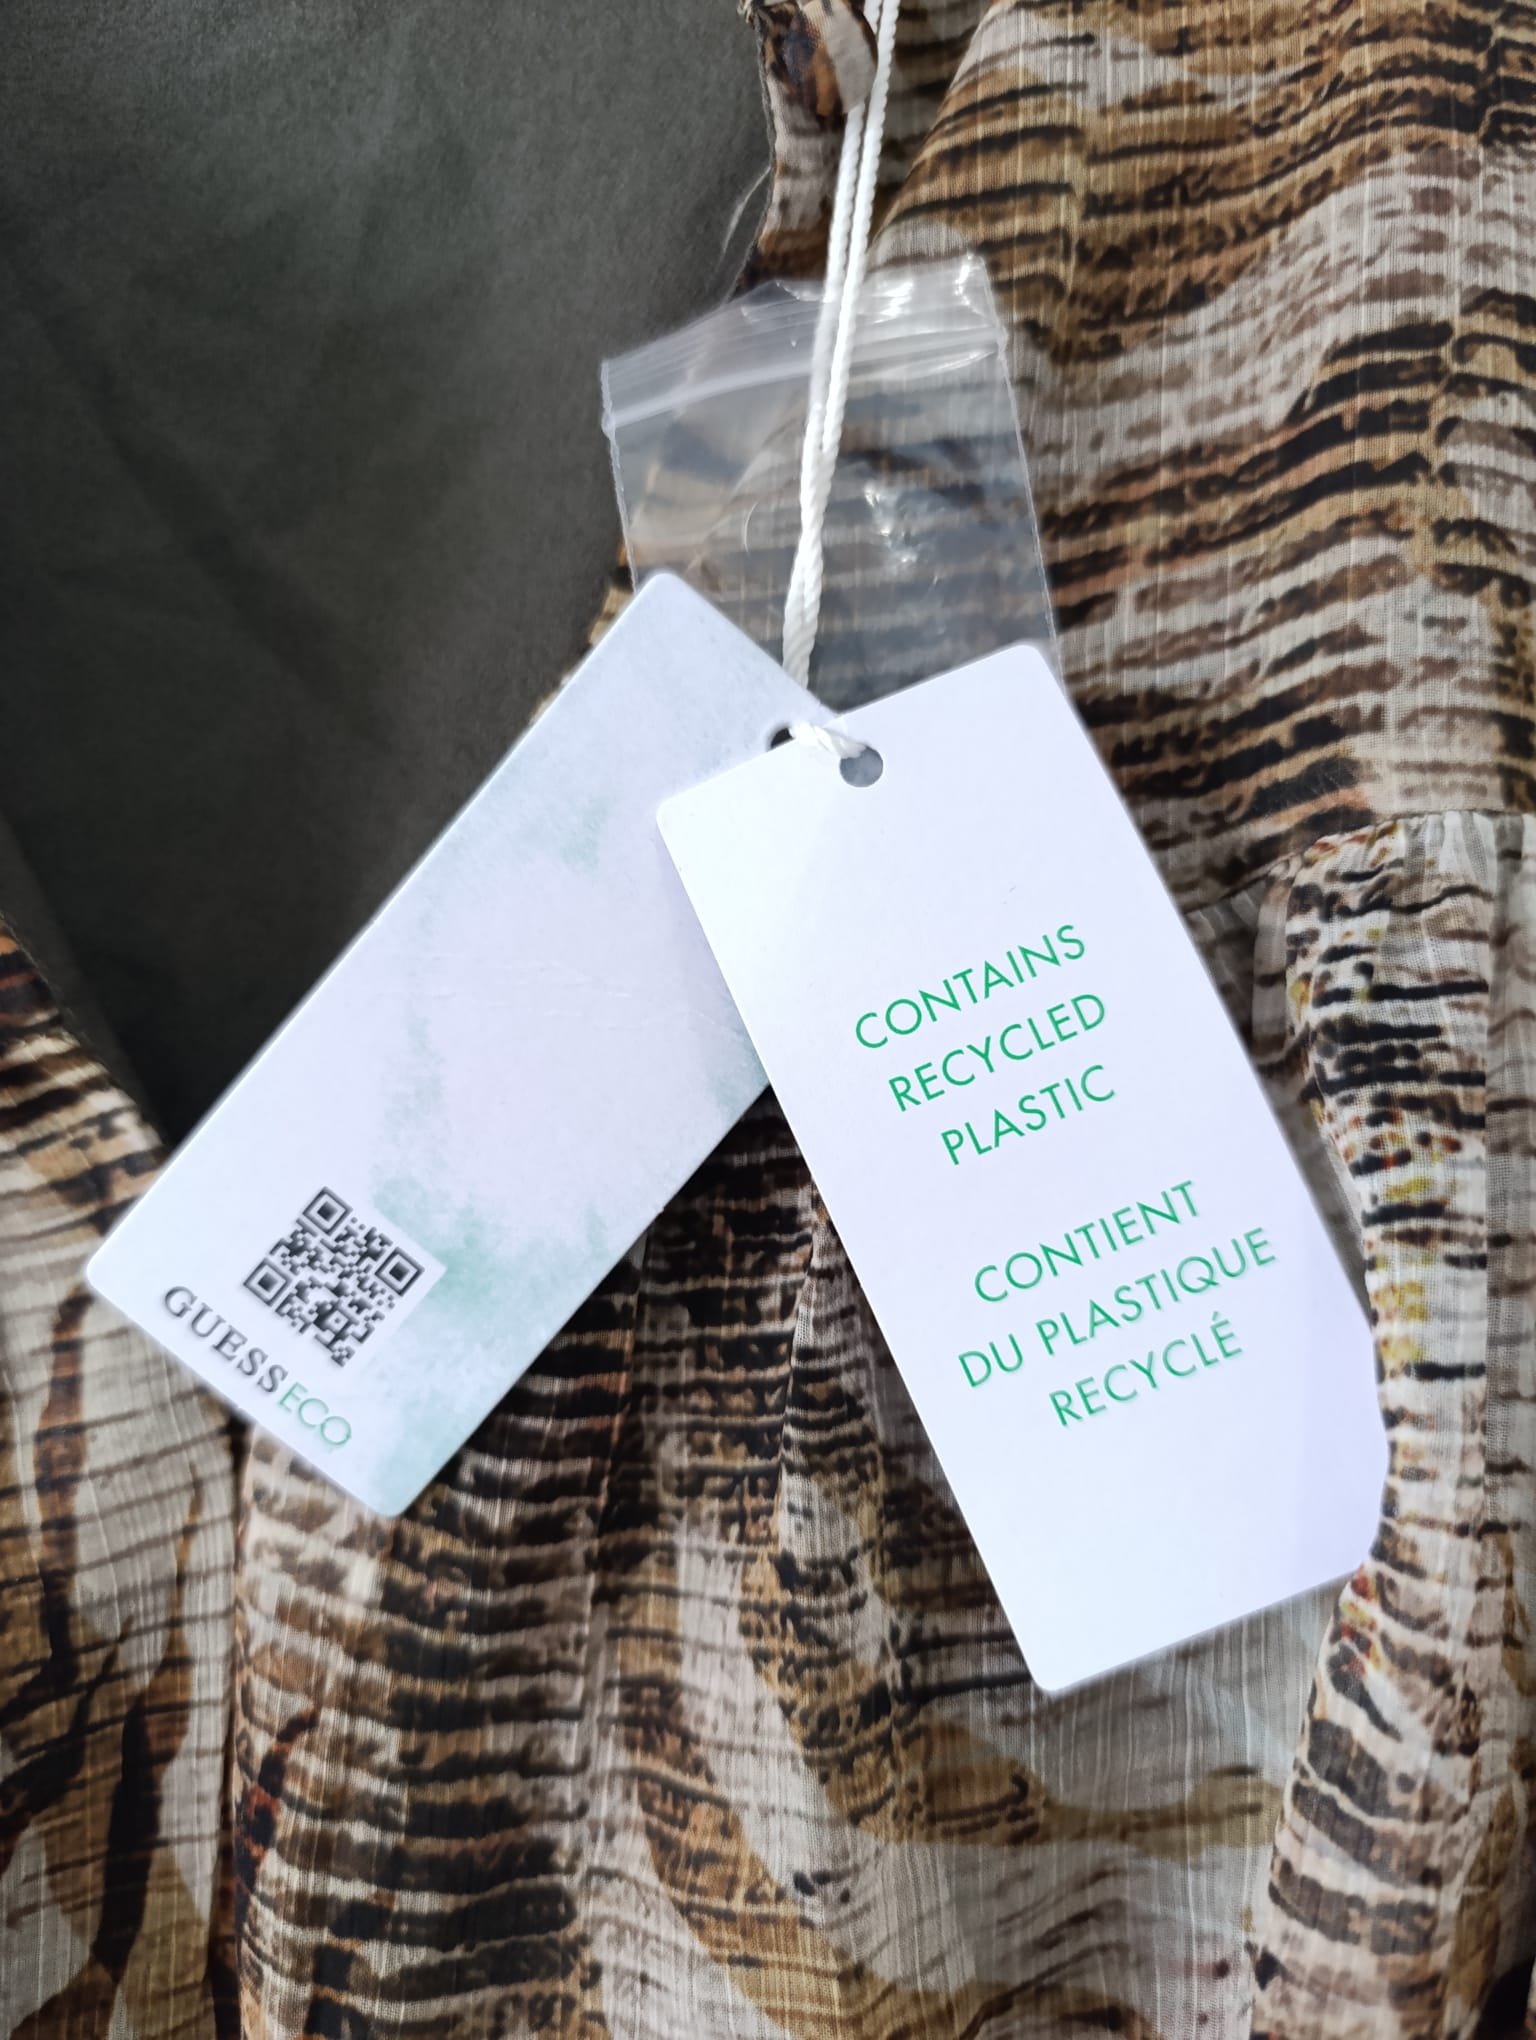 GUESSECO
CONTAINS
RECYCLED
PLASTIC
CONTIENT
DU PLASTIQUE
RECYCLÉ